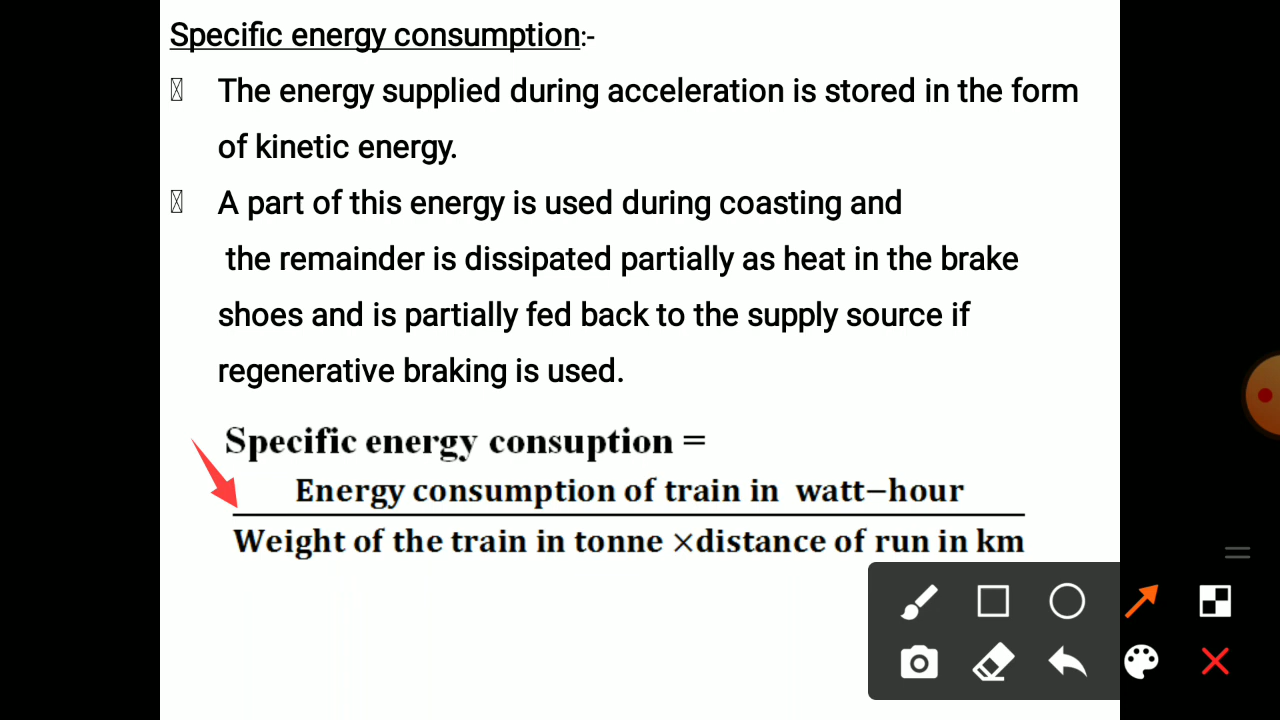 Specific energy consumption:-
The energy supplied during acceleration is stored in the form
of kinetic energy.
A part of this energy is used during coasting and
the remainder is dissipated partially as heat in the brake
shoes and is partially fed back to the supply source if
regenerative braking is used.
Specific energy consuption =
Energy consumption of train in watt−hour
Weight of the train in tonne ×distance of run in km